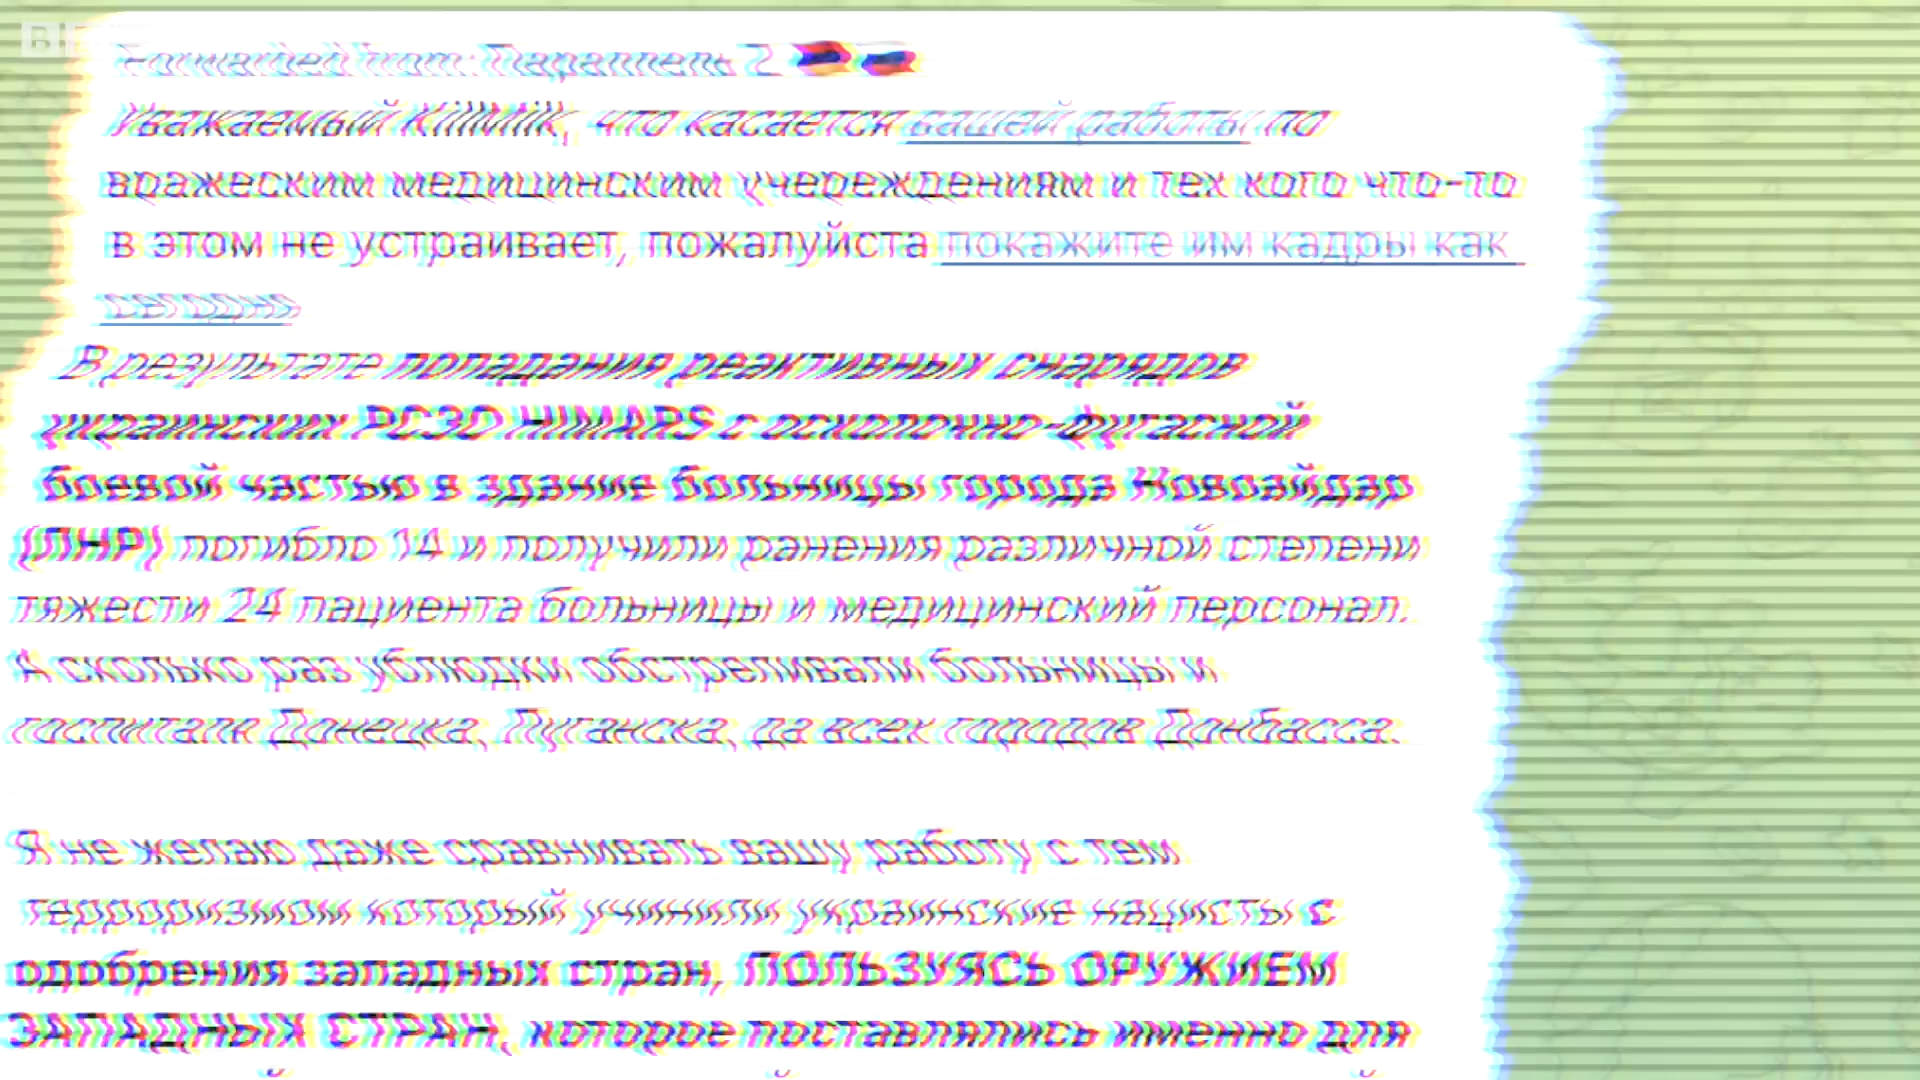 Forwarded from: Параллель 2
Уважаемый KillMilk, что касается вашей работы по
вражеским медицинским учереждениям и тех кого что-то
в этом не устраивает, пожалуйста покажите им кадры как
сегодня
В результате попадания реактивных снарядов
украинских РСЗО HIMARS с осколочно-фугасной
боевой частью в здание больницы города Новоайдар
(ЛНР) погибло 14 и получили ранения различной степени
тяжести 24 пациента больницы и медицинский персонал.
А сколько раз ублюдки обстреливали больницы и
госпиталя Донецка, Луганска, да всех городов Донбасса.
Я не желаю даже сравнивать вашу работу с тем
терроризмом который учинили украинские нацисты с
одобрения западных стран, ПОЛЬЗУЯСЬ ОРУЖИЕМ
ЗАПАДНЫХ СТРАН, которое поставлялись именно для